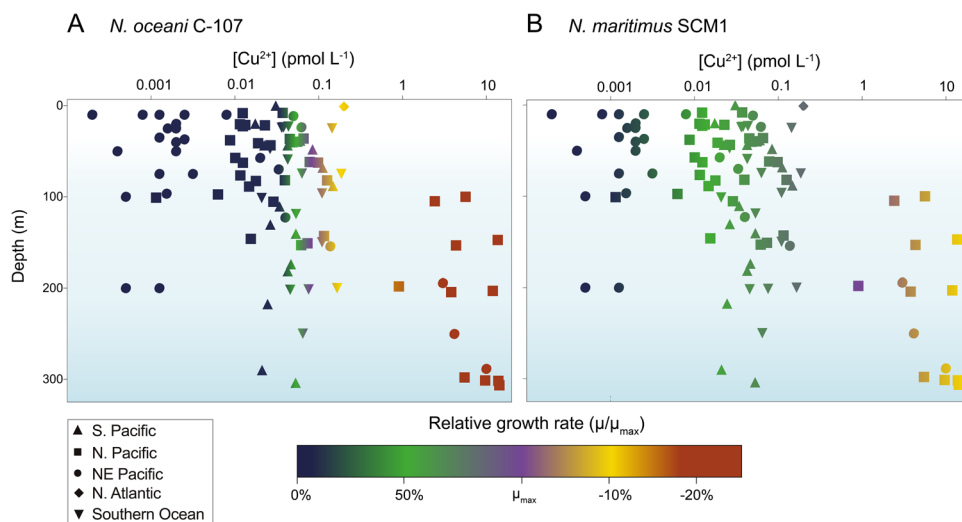 A N. oceani C-107
B N. maritimus SCM1
[Cu²⁺] (pmol L⁻¹)
[Cu²⁺] (pmol L⁻¹)
0.001 0.01 0.1 1 10
0.001 0.01 0.1 1 10
0
100
200
300
Depth (m)
S. Pacific
N. Pacific
NE Pacific
N. Atlantic
Southern Ocean
Relative growth rate (μ/μmax)
0% 50% μmax -10% -20%